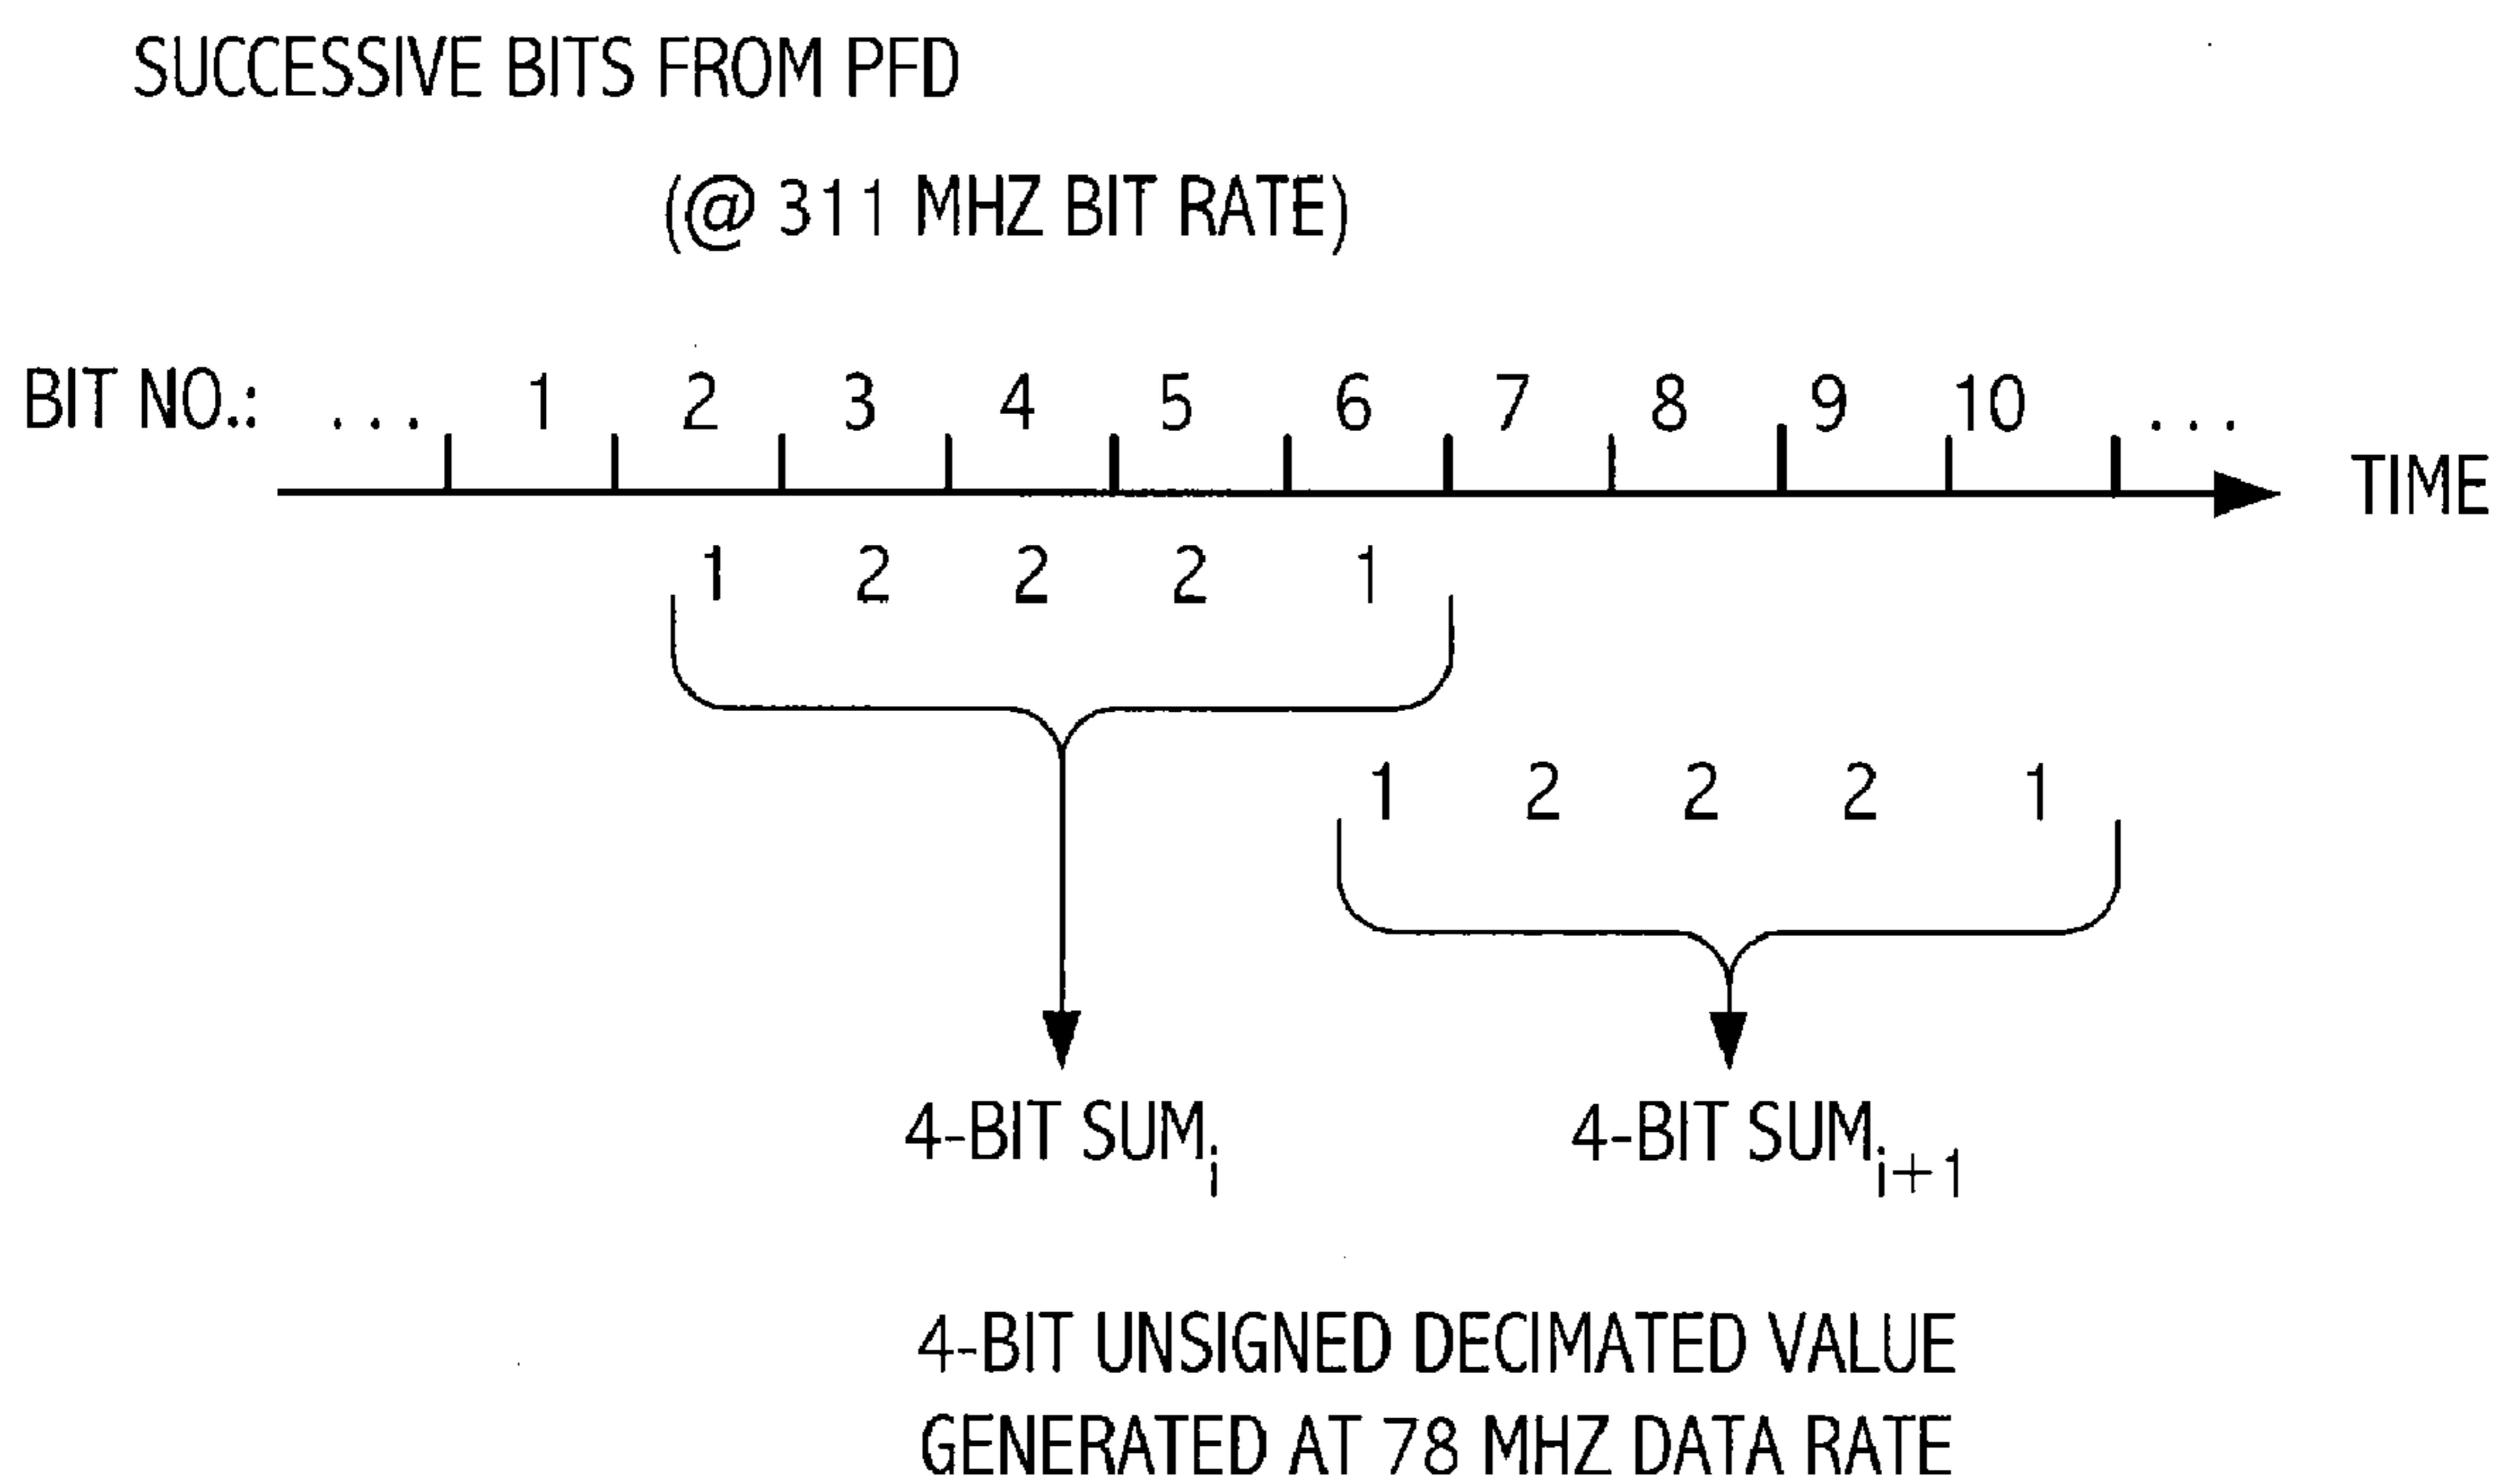 SUCCESSIVE BITS FROM PFD
(@ 311 MHZ BIT RATE)
BIT NO.: ... 1 2 3 4 5 6 7 8 9 10 ...
TIME
1 2 2 2 1
1 2 2 2 1
4-BIT SUMi 4-BIT SUMi+1
4-BIT UNSIGNED DECIMATED VALUE
GENERATED AT 78 MHZ DATA RATE